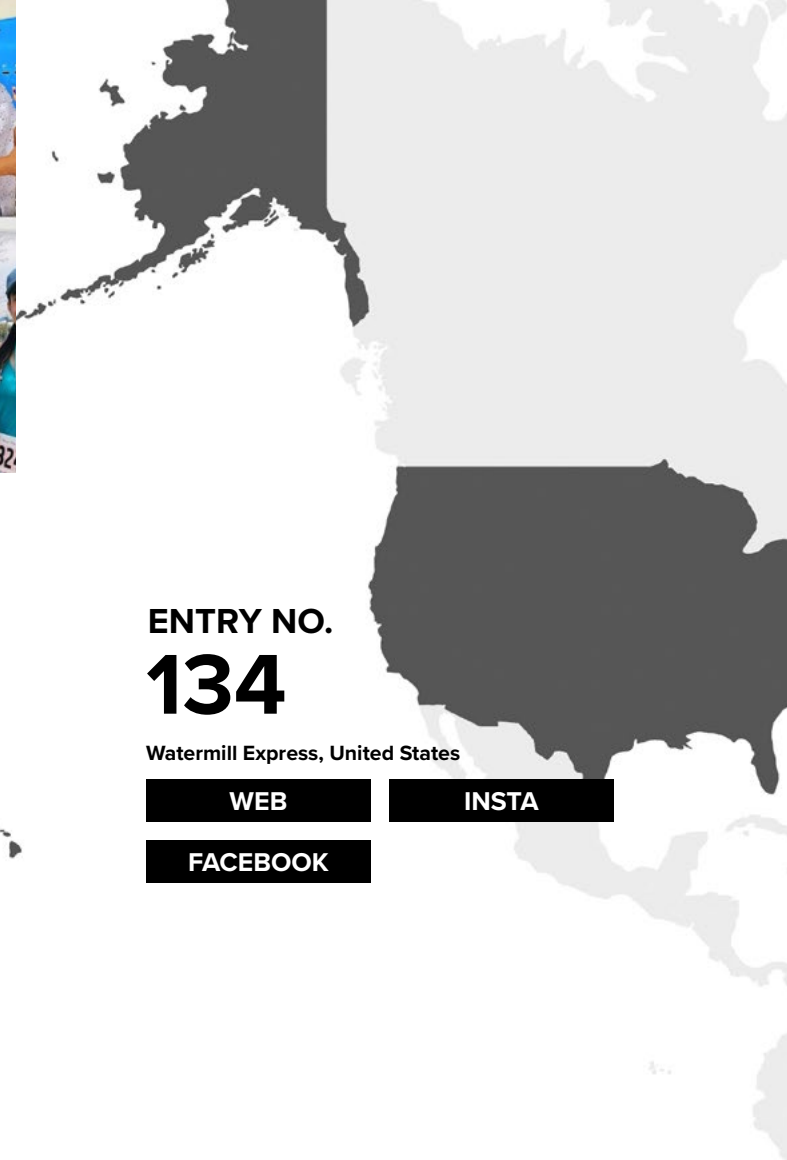 ENTRY NO.
134
Watermill Express, United States
WEB
INSTA
FACEBOOK